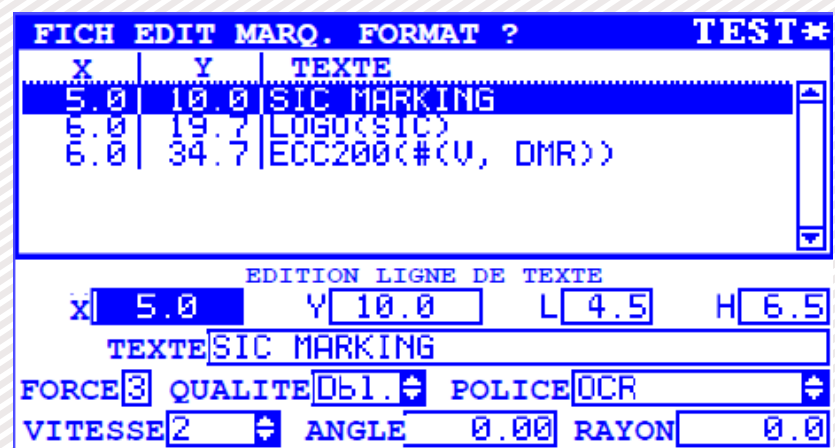 FICH EDIT MARQ. FORMAT ? TEST*
X Y TEXTE
5.0 10.0 SIC MARKING
6.0 19.7 LOGO(SIC)
6.0 34.7 ECC200(#(V, DMR))
EDITION LIGNE DE TEXTE
X 5.0 Y 10.0 L 4.5 H 6.5
TEXTE SIC MARKING
FORCE 3 QUALITE Dbl. POLICE OCR
VITESSE 2 ANGLE 0.00 RAYON 0.0